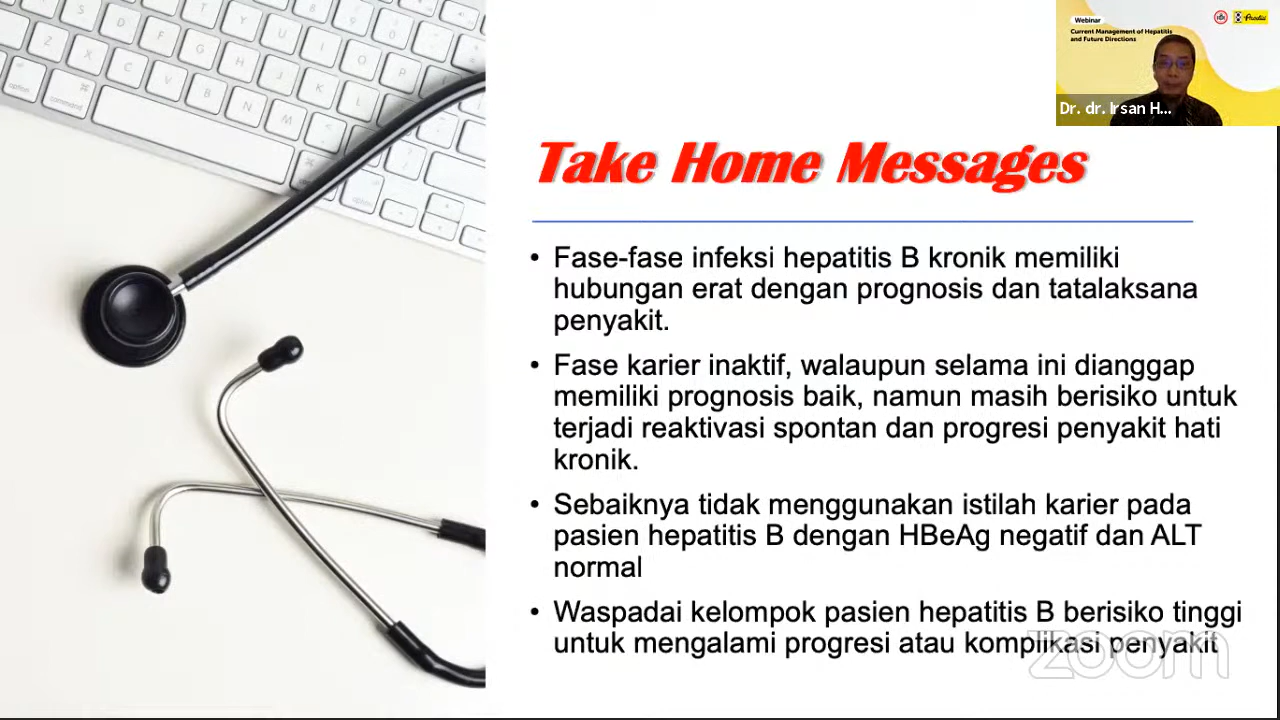 Webinar
Current Management of Hepatitis
and Future Directions
Prodia
Dr. dr. Irsan H...
Take Home Messages
• Fase-fase infeksi hepatitis B kronik memiliki
hubungan erat dengan prognosis dan tatalaksana
penyakit.
• Fase karier inaktif, walaupun selama ini dianggap
memiliki prognosis baik, namun masih berisiko untuk
terjadi reaktivasi spontan dan progresi penyakit hati
kronik.
• Sebaiknya tidak menggunakan istilah karier pada
pasien hepatitis B dengan HBeAg negatif dan ALT
normal
• Waspadai kelompok pasien hepatitis B berisiko tinggi
untuk mengalami progresi atau komplikasi penyakit
zoom
option
command
option